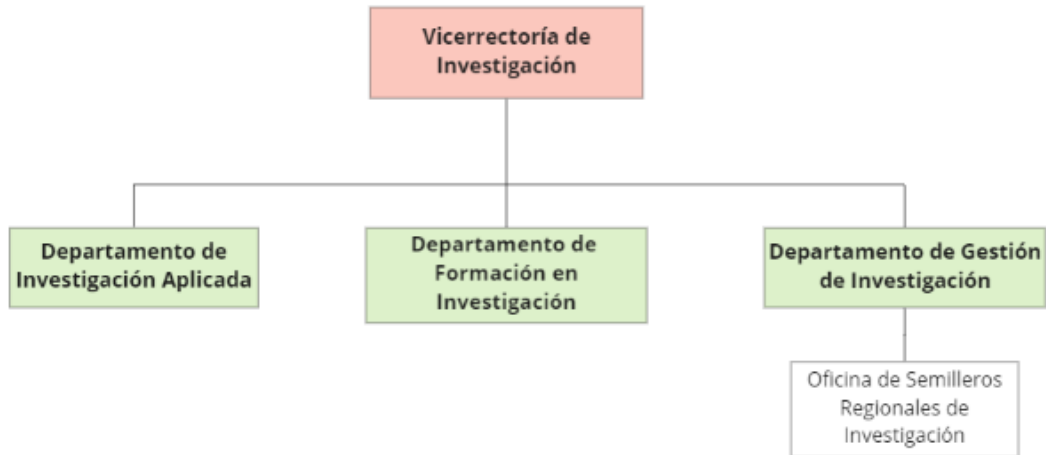 Vicerrectoría de
Investigación
Departamento de
Investigación Aplicada
Departamento de
Formación en
Investigación
Departamento de Gestión
de Investigación
Oficina de Semilleros
Regionales de
Investigación